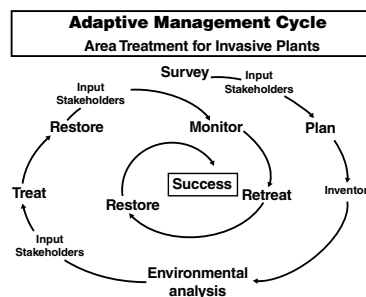 Adaptive Management Cycle
Area Treatment for Invasive Plants
Survey
Input
Stakeholders
Plan
Inventor
Environmental
analysis
Input
Stakeholders
Treat
Restore
Input
Stakeholders
Monitor
Retreat
Restore
Success